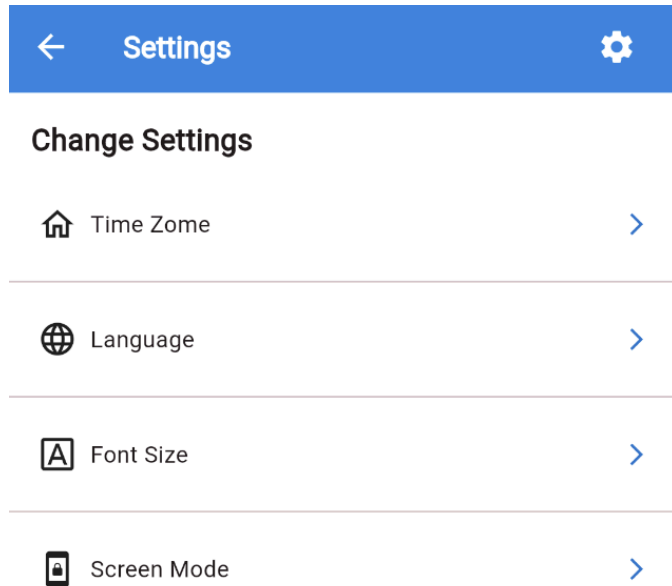 Settings
Change Settings
Time Zome
Language
Font Size
Screen Mode